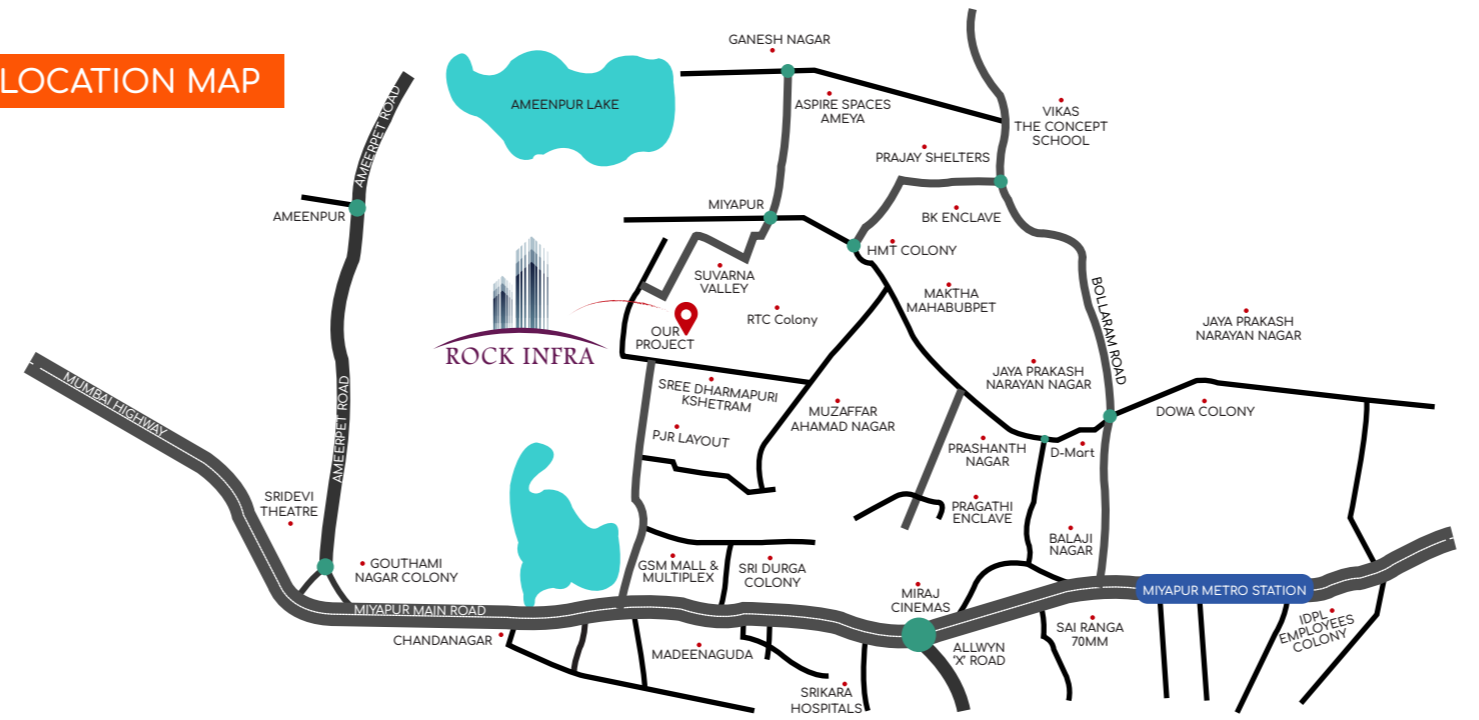 LOCATION MAP
GANESH NAGAR
AMEENPUR LAKE
ASPIRE SPACES
AMEYA
VIKAS
THE CONCEPT
SCHOOL
AMEERPET ROAD
PRAJAY SHELTERS
AMEENPUR
MIYAPUR
BK ENCLAVE
HMT COLONY
SUVARNA
VALLEY
MAKTHA
MAHABUBPET
BOLLARAM ROAD
RTC Colony
JAYA PRAKASH
NARAYAN NAGAR
OUR
PROJECT
ROCK INFRA
MUMBAI HIGHWAY
AMEERPET ROAD
SREE DHARMAPURI
KSHETRAM
JAYA PRAKASH
NARAYAN NAGAR
MUZAFFAR
AHAMAD NAGAR
DOWA COLONY
PJR LAYOUT
PRASHANTH
NAGAR
D-Mart
SRIDEVI
THEATRE
PRAGATHI
ENCLAVE
BALAJI
NAGAR
GOUTHAMI
NAGAR COLONY
GSM MALL &
MULTIPLEX
SRI DURGA
COLONY
MIRAJ
CINEMAS
MIYAPUR METRO STATION
MIYAPUR MAIN ROAD
CHANDANAGAR
MADEENAGUDA
ALLWYN
'X' ROAD
SAI RANGA
70MM
IDPL
EMPLOYEES
COLONY
SRIKARA
HOSPITALS